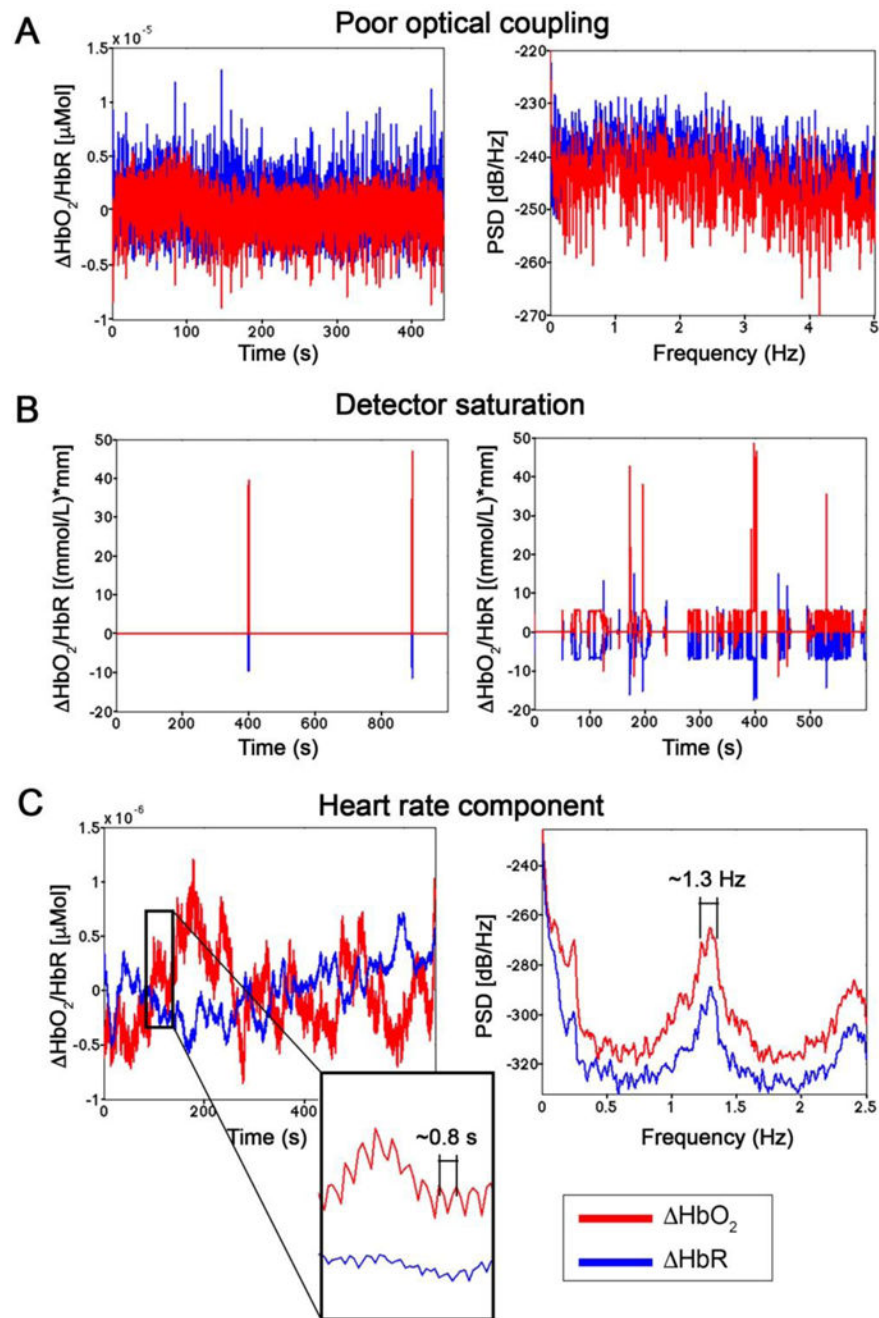 A
Poor optical coupling
1.5 x 10⁻⁵
1
0.5
0
-0.5
-1
ΔHbO₂/HbR [μMol]
0 100 200 300 400
Time (s)
-220
-230
-240
-250
-260
-270
PSD [dB/Hz]
0 1 2 3 4 5
Frequency (Hz)
B
Detector saturation
50
40
30
20
10
0
-10
-20
ΔHbO₂/HbR [(mmol/L)*mm]
0 200 400 600 800
Time (s)
50
40
30
20
10
0
-10
-20
ΔHbO₂/HbR [(mmol/L)*mm]
0 100 200 300 400 500
Time (s)
C
Heart rate component
1.5 x 10⁻⁶
1
0.5
0
-0.5
-1
ΔHbO₂/HbR [μMol]
0 200 400
Time (s)
~0.8 s
-226
-260
-280
-300
-320
PSD [dB/Hz]
~1.3 Hz
0 0.5 1 1.5 2 2.5
Frequency (Hz)
ΔHbO₂
ΔHbR